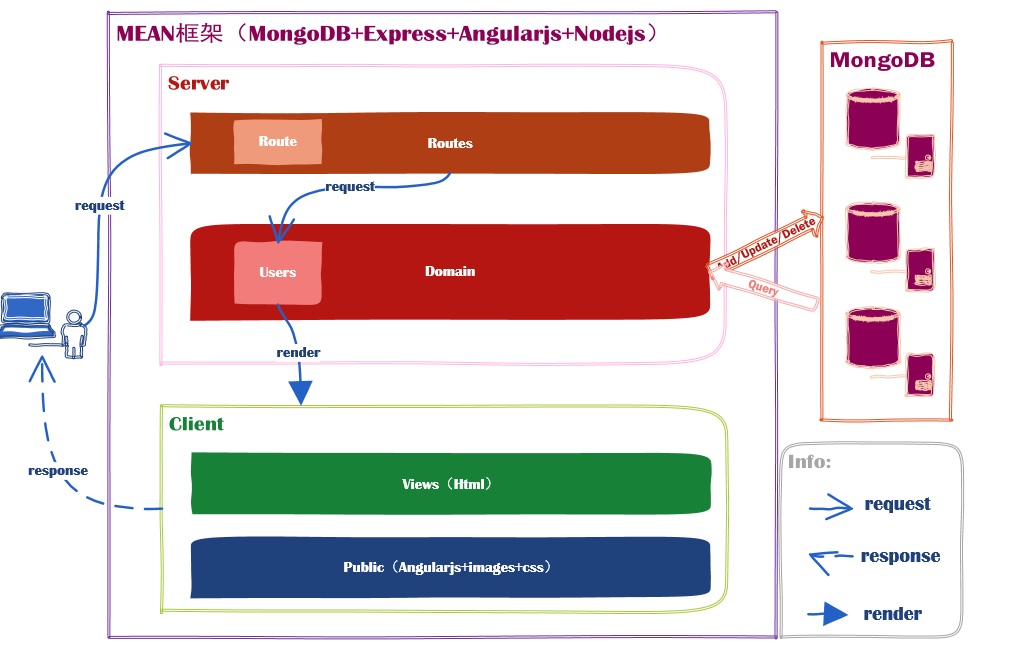 MEAN框架（MongoDB+Express+Angularjs+Nodejs）
MongoDB
Server
Route
Routes
request
request
Users
Domain
Add/Update/Delete
Query
render
Client
response
Views（Html）
Public（Angularjs+images+css）
Info:
request
response
render